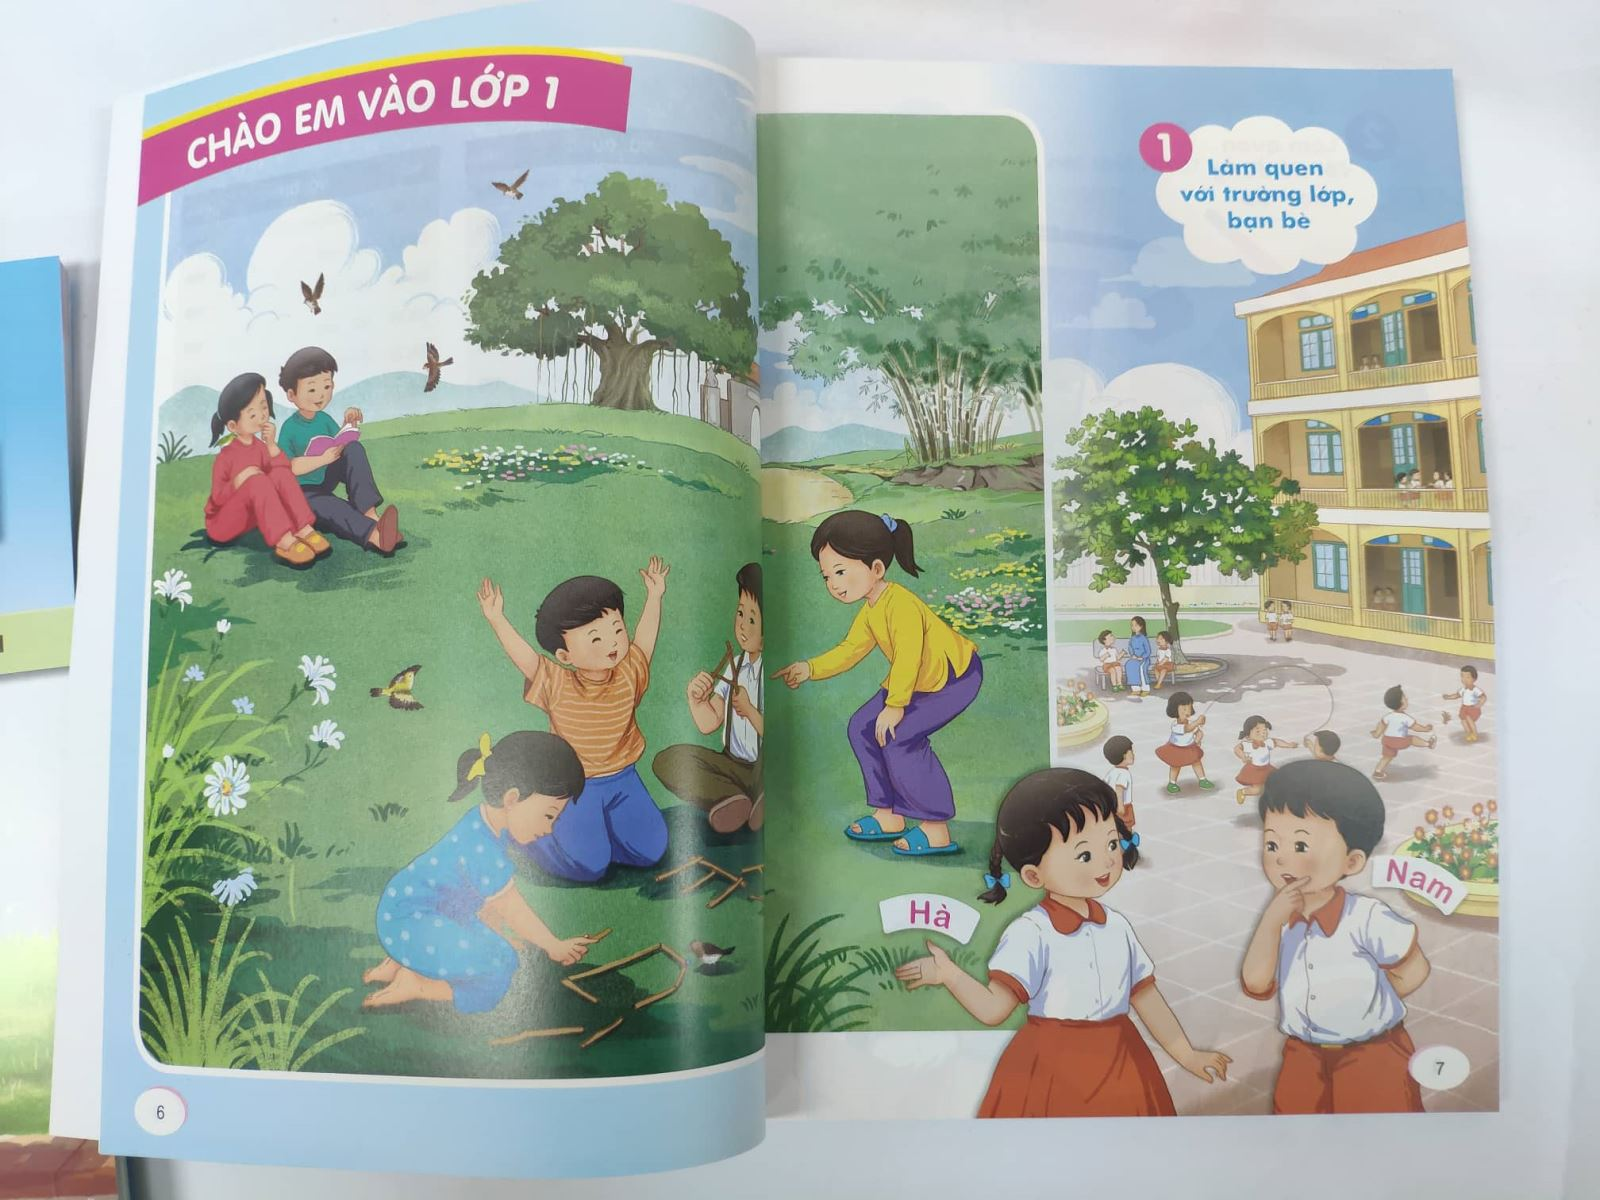 CHÀO EM VÀO LỚP 1
1
Làm quen
với trường lớp,
bạn bè
Hà
Nam
6
7